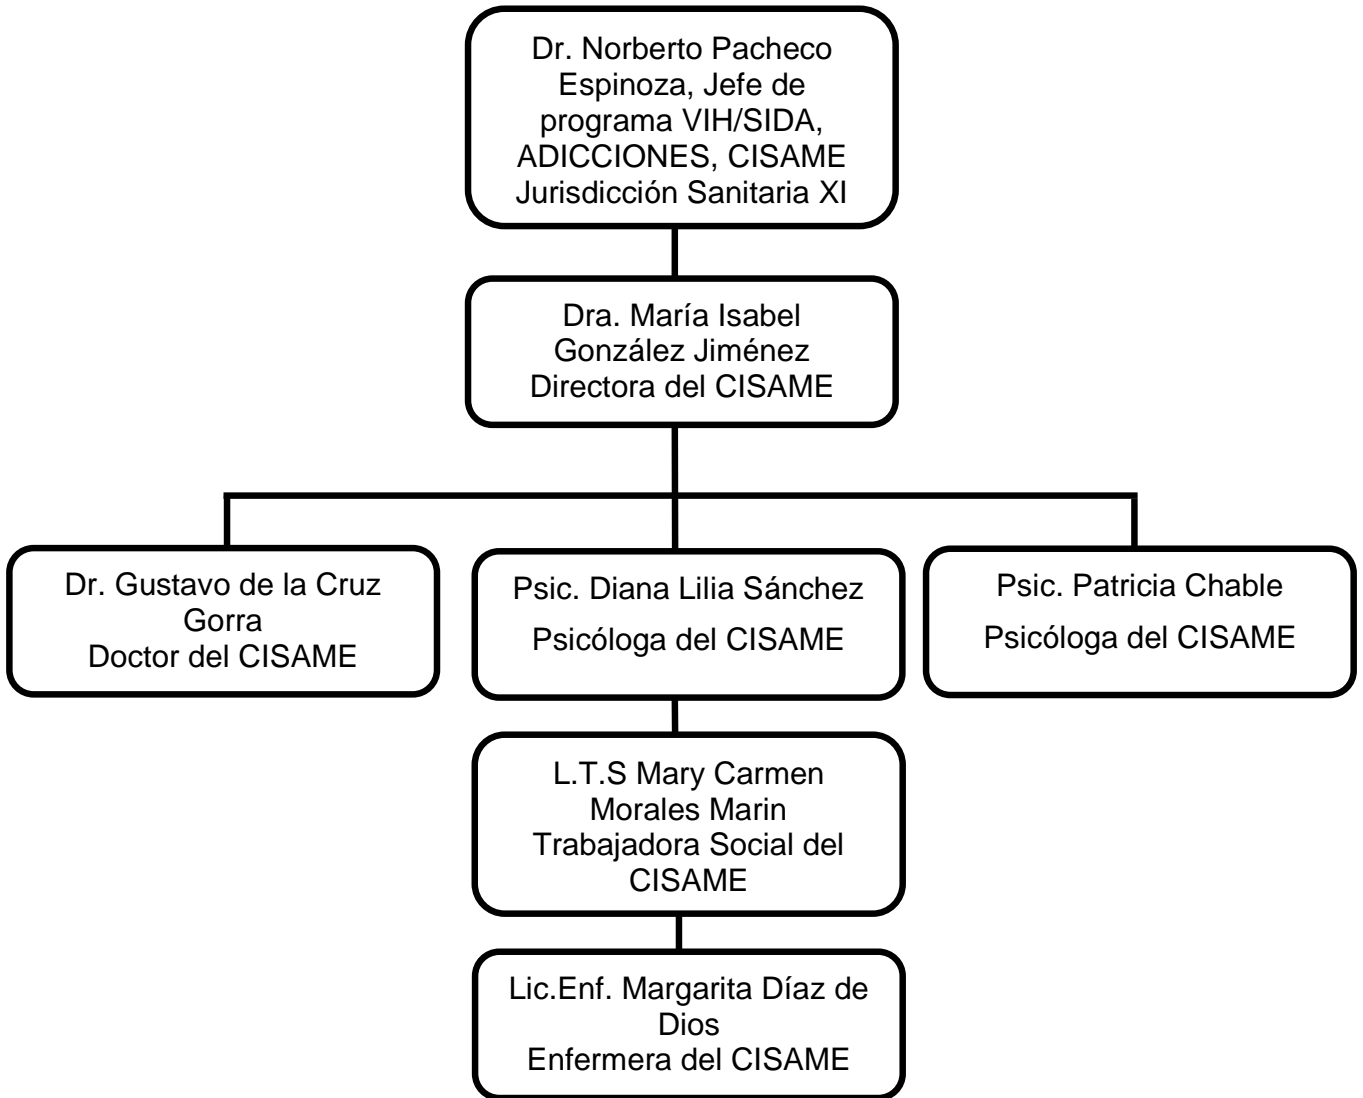 Dr. Norberto Pacheco
Espinoza, Jefe de
programa VIH/SIDA,
ADICCIONES, CISAME
Jurisdicción Sanitaria XI
Dra. María Isabel
González Jiménez
Directora del CISAME
Dr. Gustavo de la Cruz
Gorra
Doctor del CISAME
Psic. Diana Lilia Sánchez
Psicóloga del CISAME
Psic. Patricia Chable
Psicóloga del CISAME
L.T.S Mary Carmen
Morales Marin
Trabajadora Social del
CISAME
Lic.Enf. Margarita Díaz de
Dios
Enfermera del CISAME